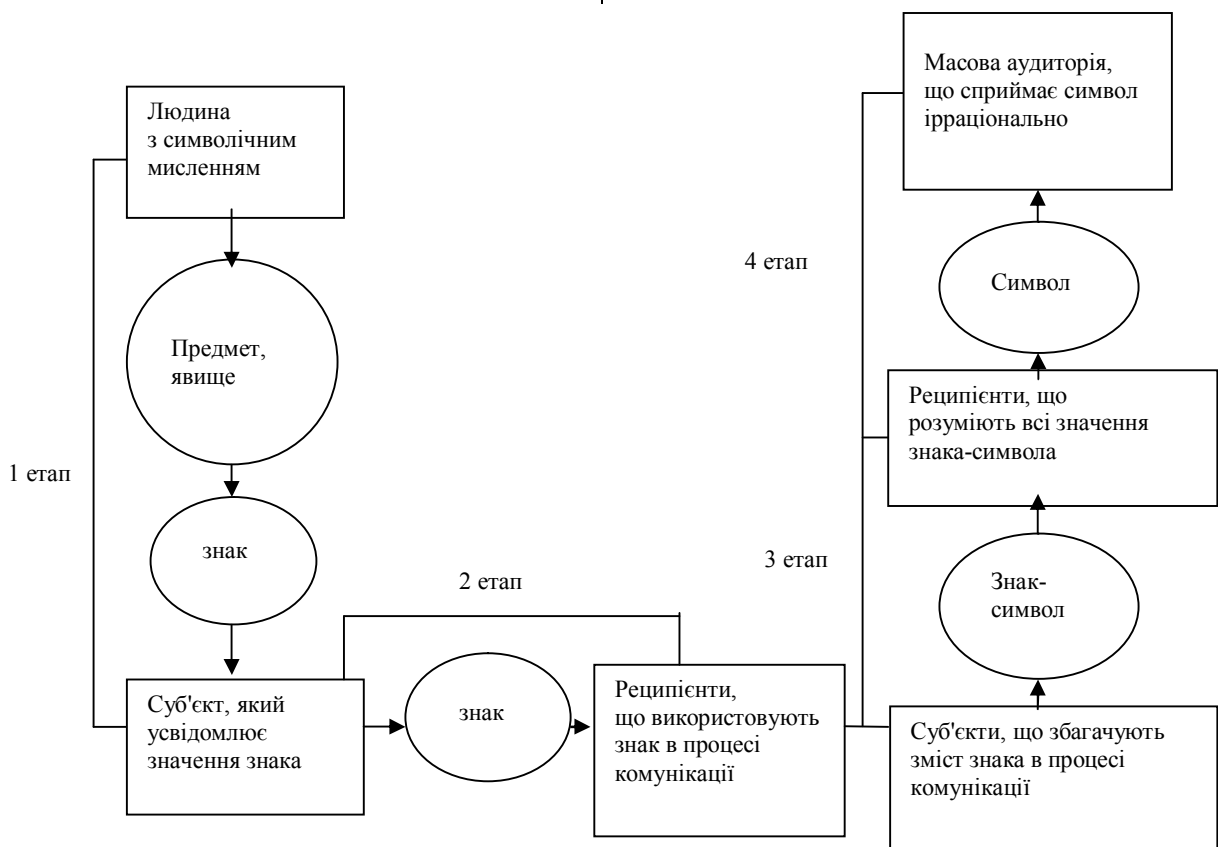 Людина
з символічним
мисленням
Предмет,
явище
1 етап
знак
Суб'єкт, який
усвідомлює
значення знака
2 етап
знак
Реципієнти,
що використовують
знак в процесі
комунікації
3 етап
Суб'єкти, що збагачують
зміст знака в процесі
комунікації
Знак-
символ
Реципієнти, що
розуміють всі значення
знака-символа
4 етап
Символ
Масова аудиторія,
що сприймає символ
ірраціонально